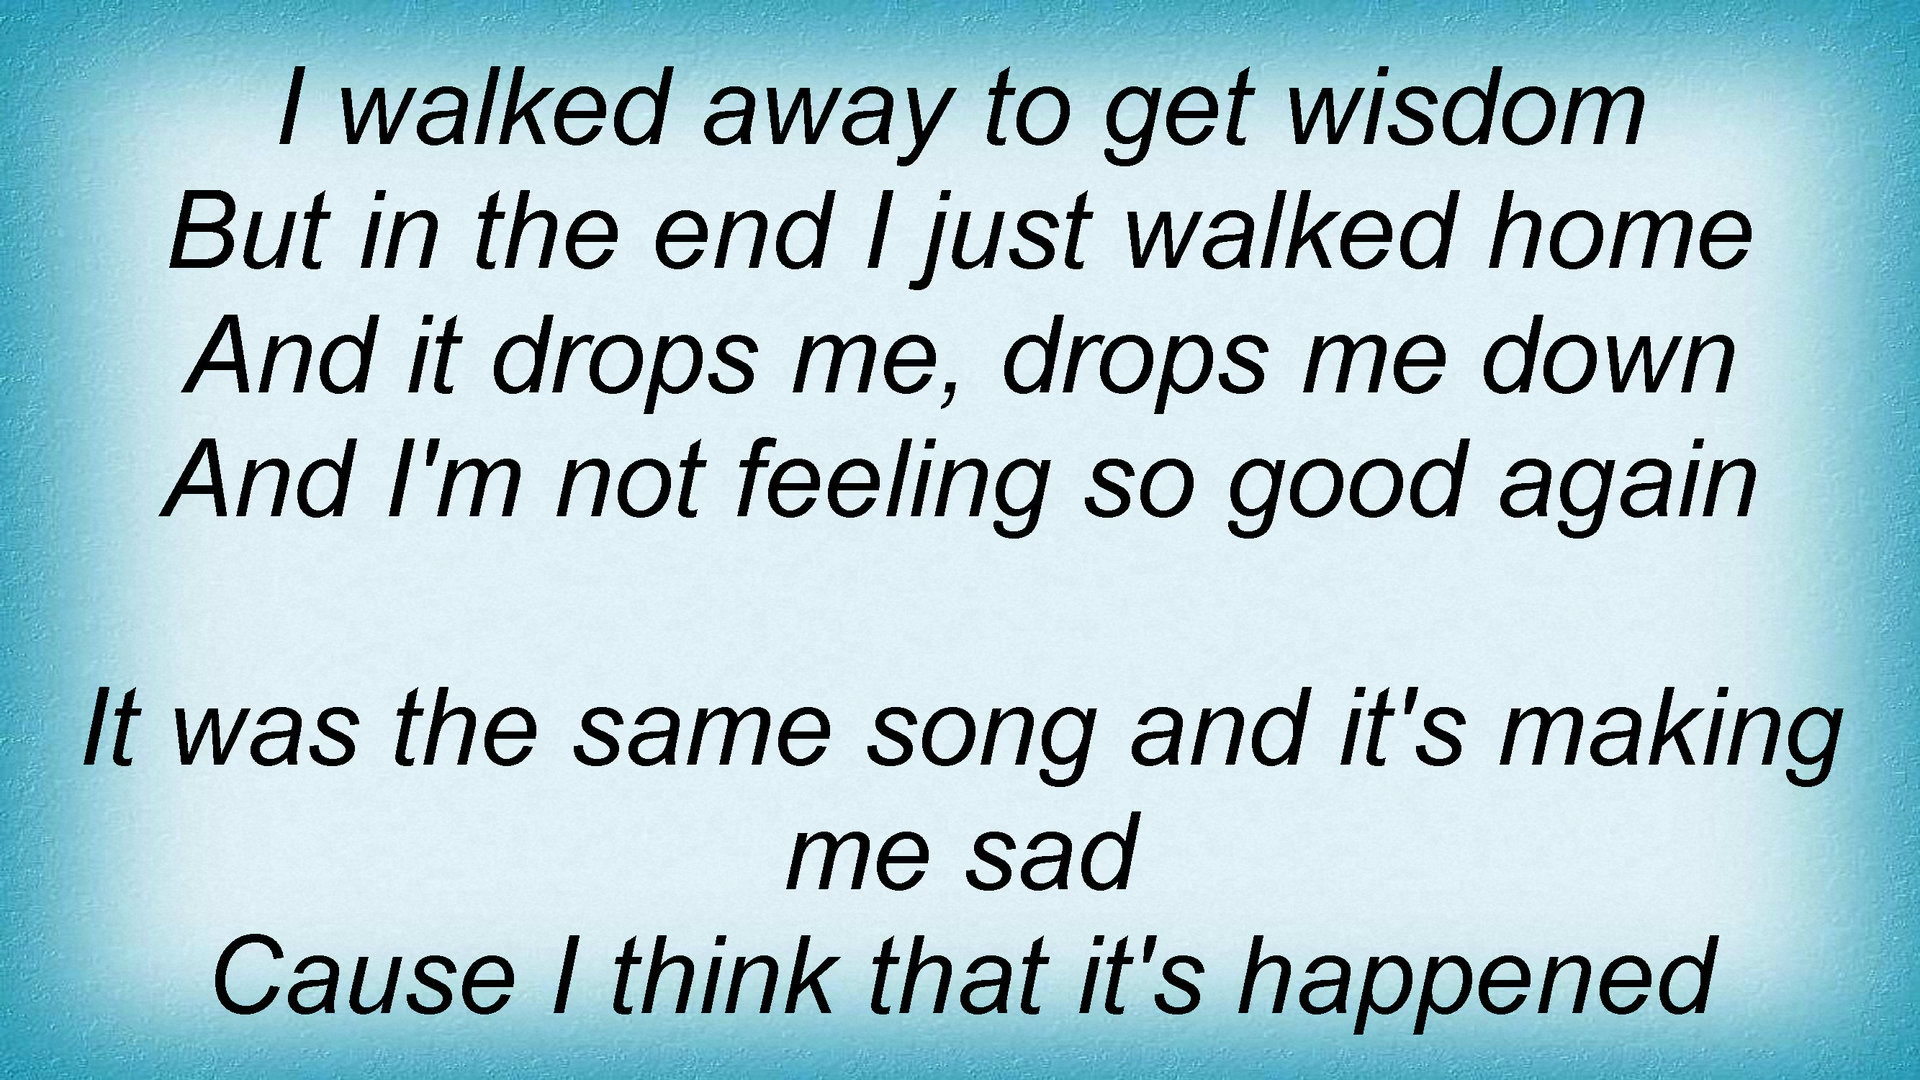 I walked away to get wisdom
But in the end I just walked home
And it drops me, drops me down
And I'm not feeling so good again
It was the same song and it's making
me sad
Cause I think that it's happened